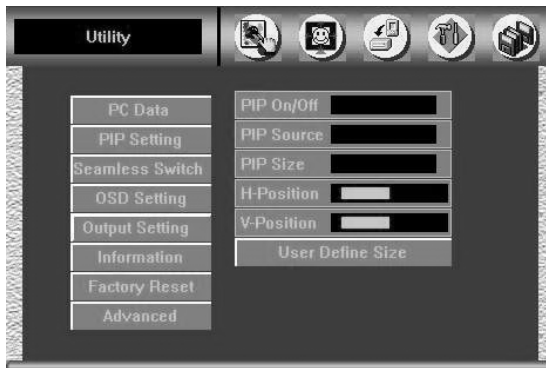 Utility
PC Data
PIP Setting
Seamless Switch
OSD Setting
Output Setting
Information
Factory Reset
Advanced
PIP On/Off
PIP Source
PIP Size
H-Position
V-Position
User Define Size